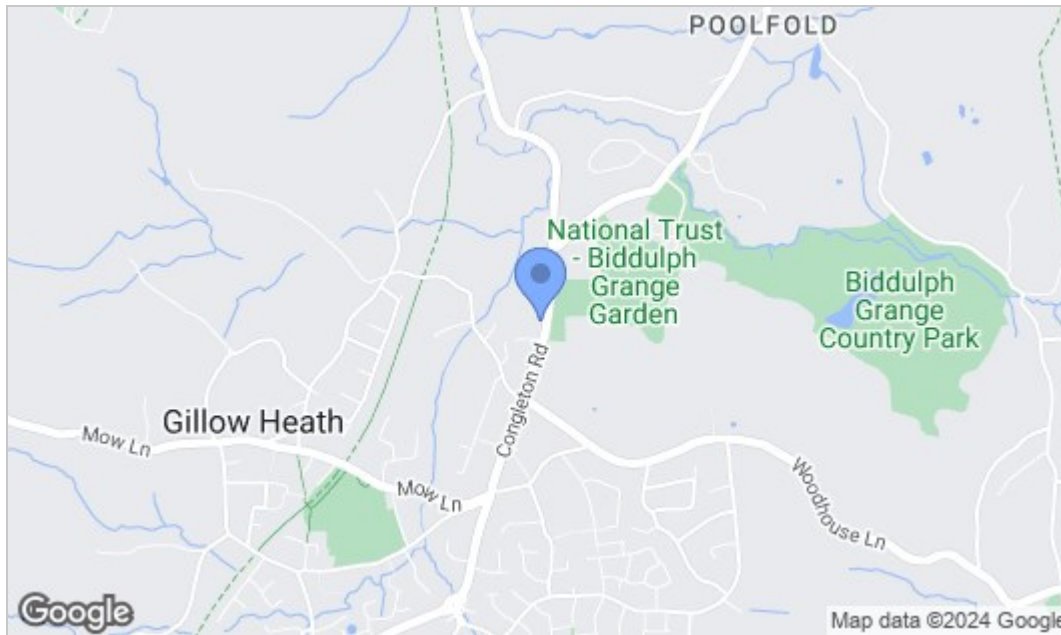 POOLFOLD
National Trust
- Biddulph
Grange
Garden
Biddulph
Grange
Country Park
Congleton Rd
Gillow Heath
Mow Ln
Mow Ln
Woodhouse Ln
Google
Map data ©2024 Google